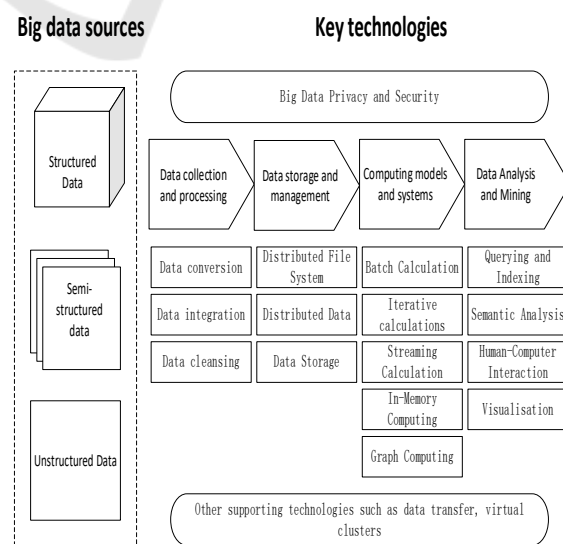 Big data sources
Key technologies
Structured
Data
Semi-
structured
data
Unstructured Data
Big Data Privacy and Security
Data collection
and processing
Data storage and
management
Computing models
and systems
Data Analysis
and Mining
Data conversion
Data integration
Data cleansing
Distributed File
System
Distributed Data
Data Storage
Batch Calculation
Iterative
calculations
Streaming
Calculation
In-Memory
Computing
Graph Computing
Querying and
Indexing
Semantic Analysis
Human-Computer
Interaction
Visualisation
Other supporting technologies such as data transfer, virtual
clusters